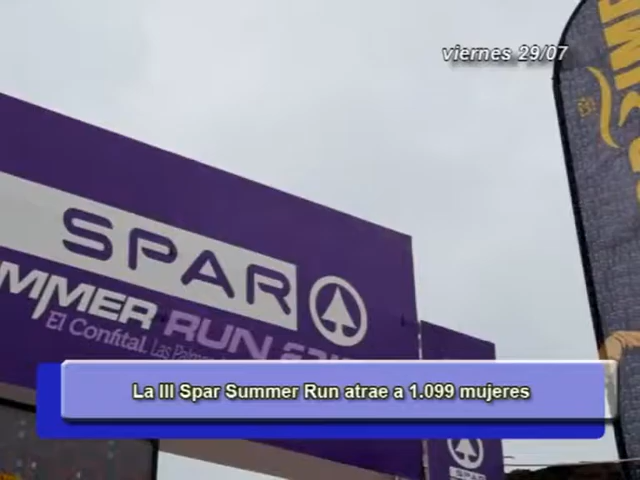 viernes 29/07
SPAR
MMER RUN
El Confital. Las Palmas
La III Spar Summer Run atrae a 1.099 mujeres
SPAR